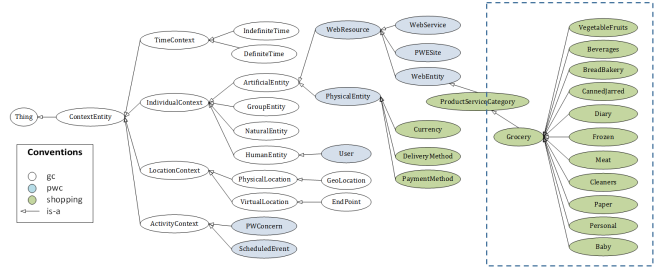 Thing
ContextEntity
TimeContext
IndividualContext
LocationContext
ActivityContext
IndefiniteTime
DefiniteTime
ArtificialEntity
GroupEntity
NaturalEntity
HumanEntity
PhysicalLocation
VirtualLocation
PWConcern
ScheduledEvent
WebResource
PhysicalEntity
User
GeoLocation
EndPoint
WebService
PWESite
WebEntity
ProductServiceCategory
Currency
DeliveryMethod
PaymentMethod
Grocery
VegetableFruits
Beverages
BreadBakery
CannedJarred
Diary
Frozen
Meat
Cleaners
Paper
Personal
Baby
Conventions
gc
pwc
shopping
is-a